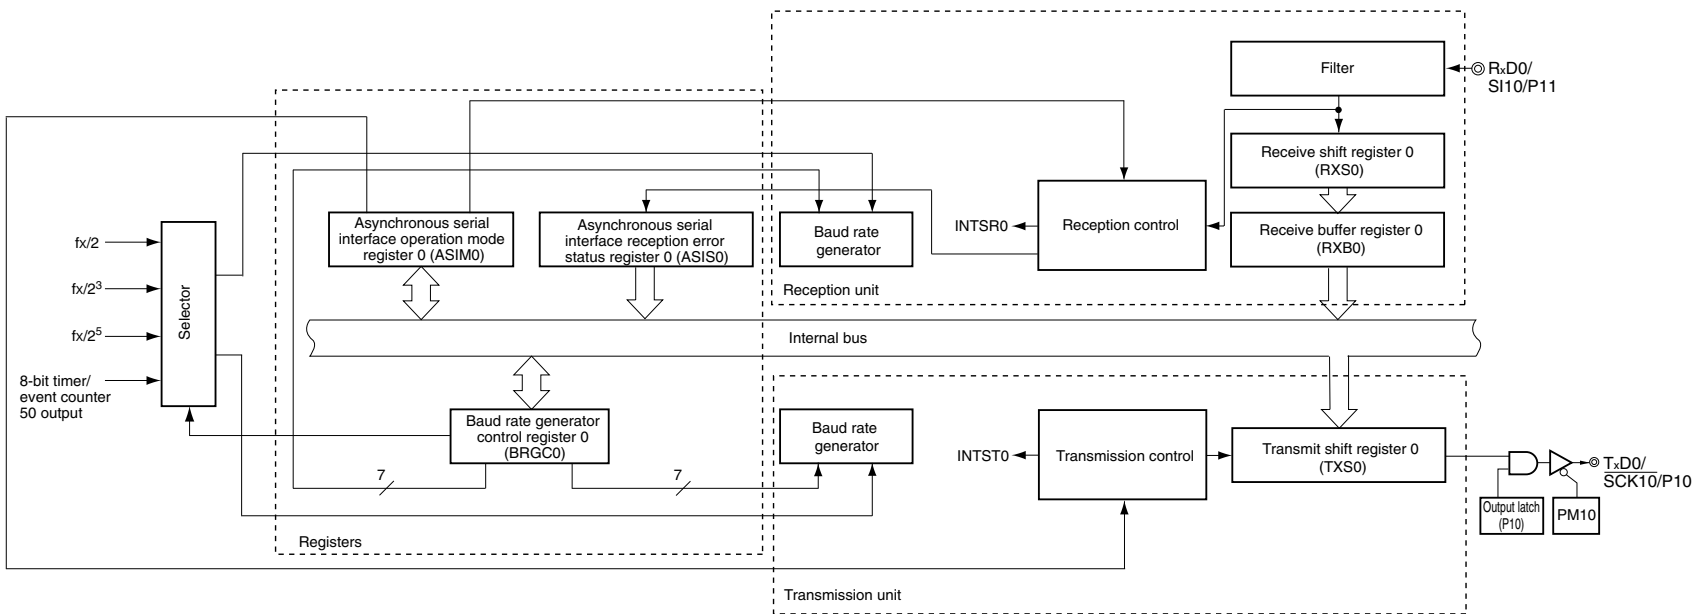 Filter
RxD0/
SI10/P11
Receive shift register 0
(RXS0)
Asynchronous serial
interface operation mode
register 0 (ASIM0)
Asynchronous serial
interface reception error
status register 0 (ASIS0)
Baud rate
generator
INTSR0
Reception control
Receive buffer register 0
(RXB0)
Reception unit
fx/2
fx/2³
fx/2⁵
8-bit timer/
event counter
50 output
Selector
Internal bus
Baud rate generator
control register 0
(BRGC0)
7
7
Baud rate
generator
INTST0
Transmission control
Transmit shift register 0
(TXS0)
TxD0/
SCK10/P10
Output latch
(P10)
PM10
Registers
Transmission unit